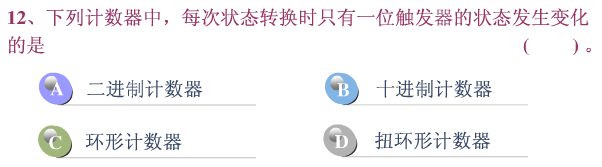 12、下列计数器中，每次状态转换时只有一位触发器的状态发生变化
的是 (　　)。
A 二进制计数器
B 十进制计数器
C 环形计数器
D 扭环形计数器